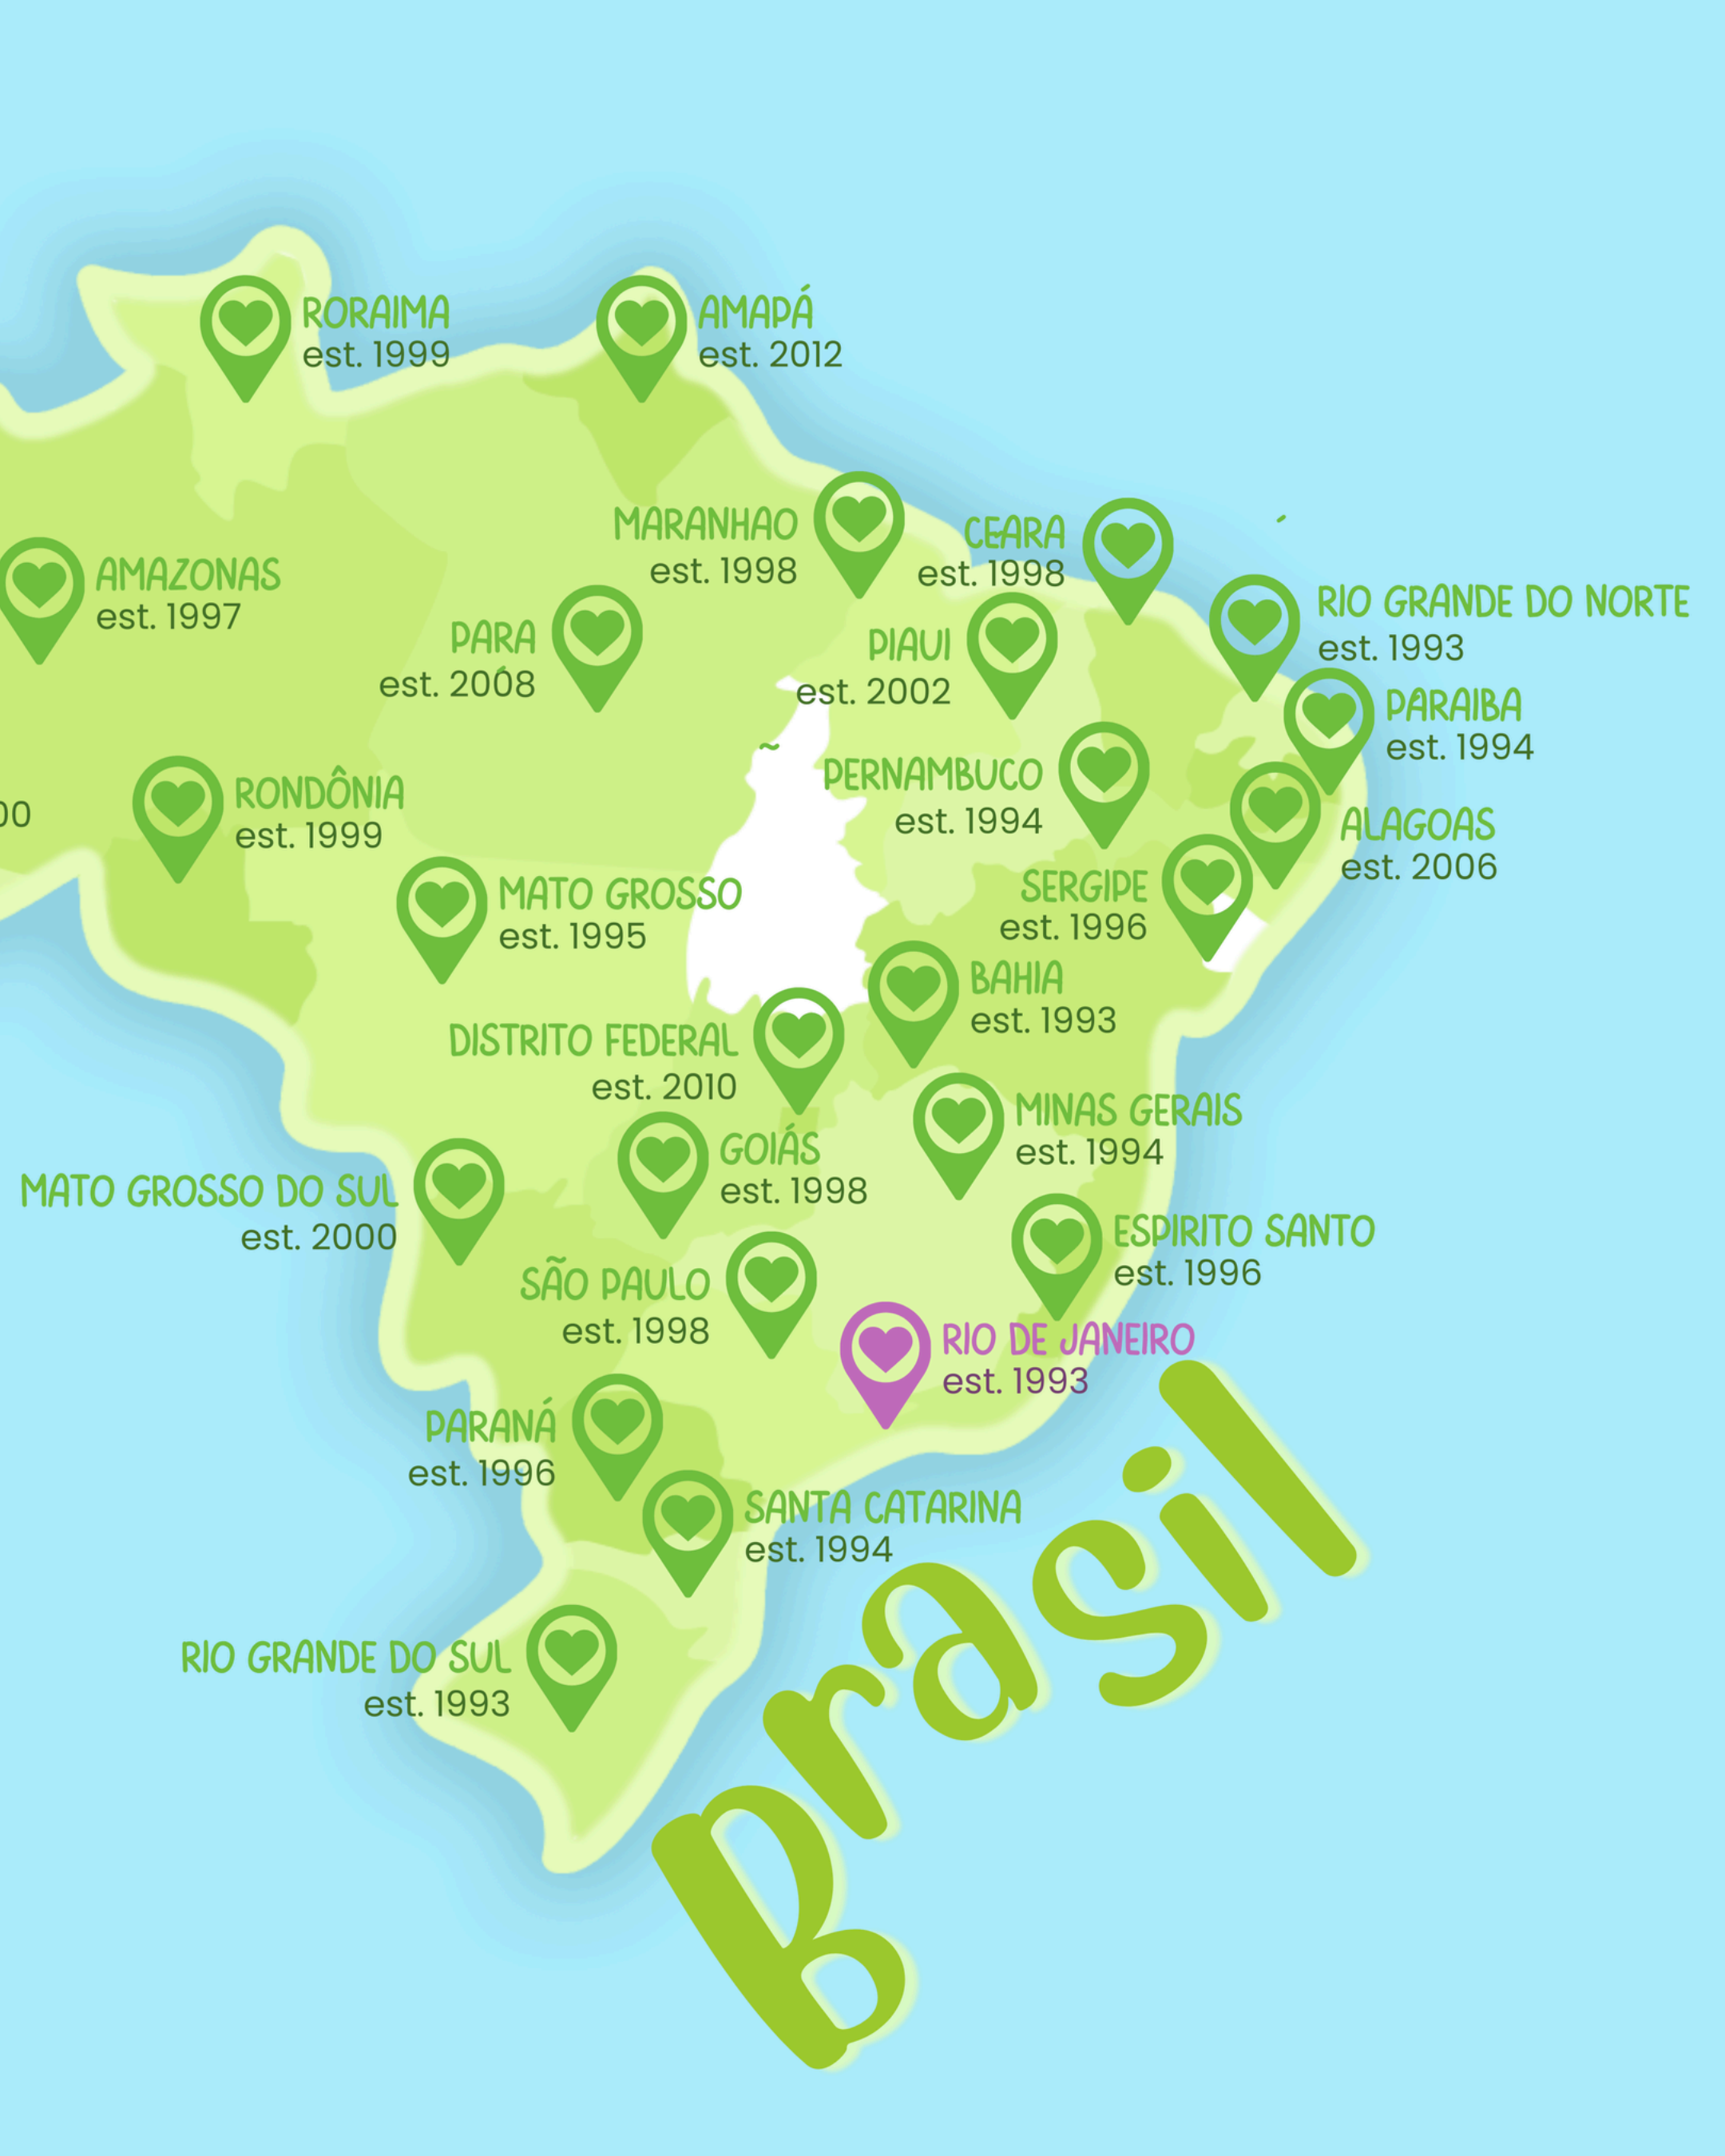 RORAIMA
est. 1999
AMAPÁ
est. 2012
MARANHAO
est. 1998
CEARA
est. 1998
AMAZONAS
est. 1997
RIO GRANDE DO NORTE
est. 1993
PARA
est. 2008
PIAUI
est. 2002
PARAIBA
est. 1994
PERNAMBUCO
est. 1994
RONDÔNIA
est. 1999
00
ALAGOAS
est. 2006
MATO GROSSO
est. 1995
SERGIPE
est. 1996
BAHIA
est. 1993
DISTRITO FEDERAL
est. 2010
MINAS GERAIS
est. 1994
GOIÁS
est. 1998
MATO GROSSO DO SUL
est. 2000
ESPIRITO SANTO
est. 1996
SÃO PAULO
est. 1998
RIO DE JANEIRO
est. 1993
PARANÁ
est. 1996
SANTA CATARINA
est. 1994
RIO GRANDE DO SUL
est. 1993
Brasil